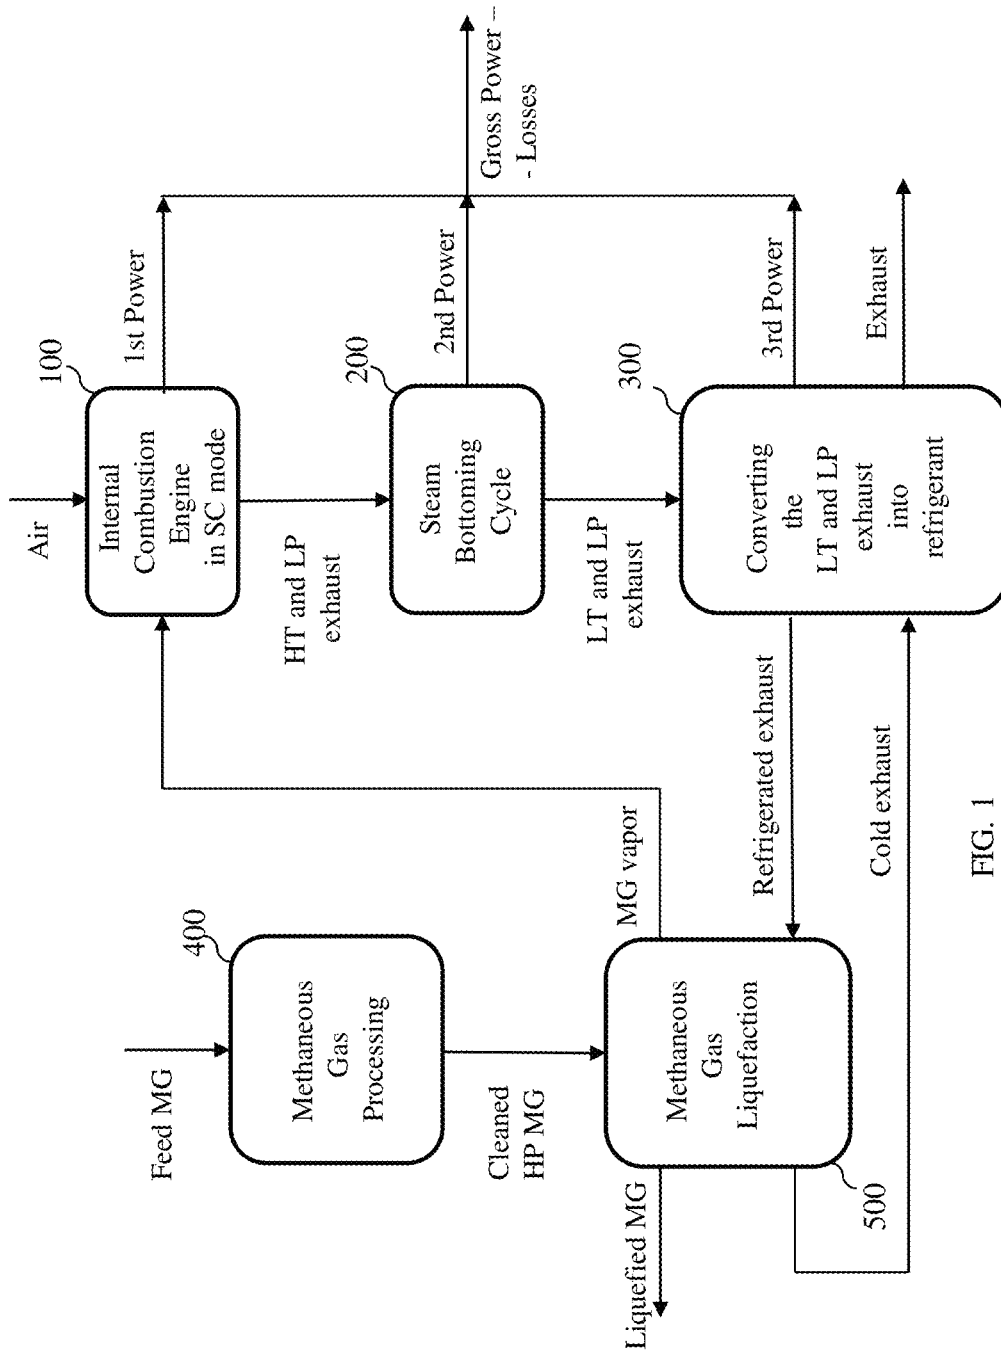 Air
Internal
Combustion
Engine
in SC mode
100
1st Power
HT and LP
exhaust
Steam
Bottoming
Cycle
200
2nd Power
Gross Power –
- Losses
LT and LP
exhaust
Converting
the
LT and LP
exhaust
into
refrigerant
300
3rd Power
Exhaust
Feed MG
Methaneous
Gas
Processing
400
Cleaned
HP MG
MG vapor
Methaneous
Gas
Liquefaction
500
Liquefied MG
Refrigerated exhaust
Cold exhaust
FIG. 1